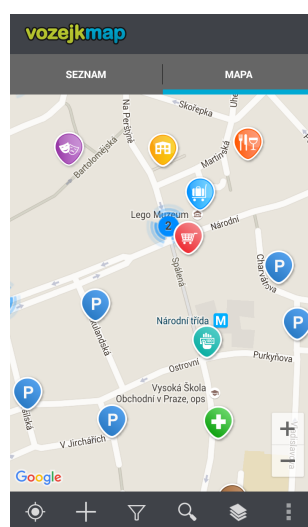 vozejkmap
SEZNAM MAPA
Skořepka
Uhe
Na Perštýně
Martinská
Bartolomějská
Lego Muzeum
2
Národní
Spálená
Charvátova
P
P
P
Národní třída M
Purkyňova
Ostrovní
P
Vysoká Škola
Obchodní v Praze, ops
P
V Jirchářích
+
−
Google